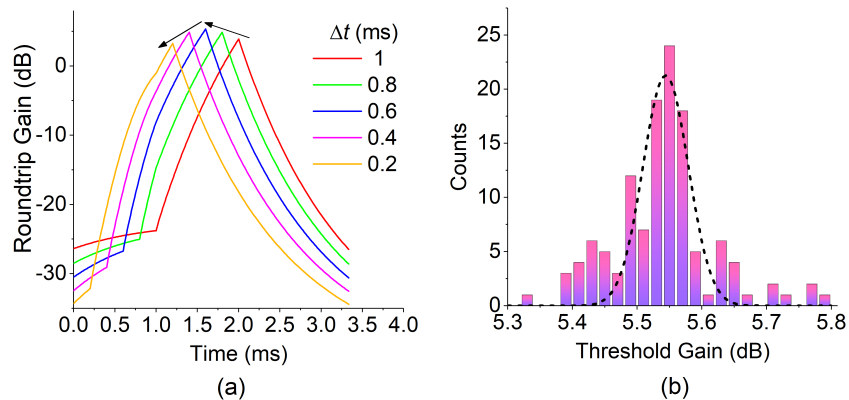 Δt (ms)
1
0.8
0.6
0.4
0.2
0
-10
-20
-30
Roundtrip Gain (dB)
0.0 0.5 1.0 1.5 2.0 2.5 3.0 3.5 4.0
Time (ms)
(a)
25
20
15
10
5
0
Counts
5.3 5.4 5.5 5.6 5.7 5.8
Threshold Gain (dB)
(b)